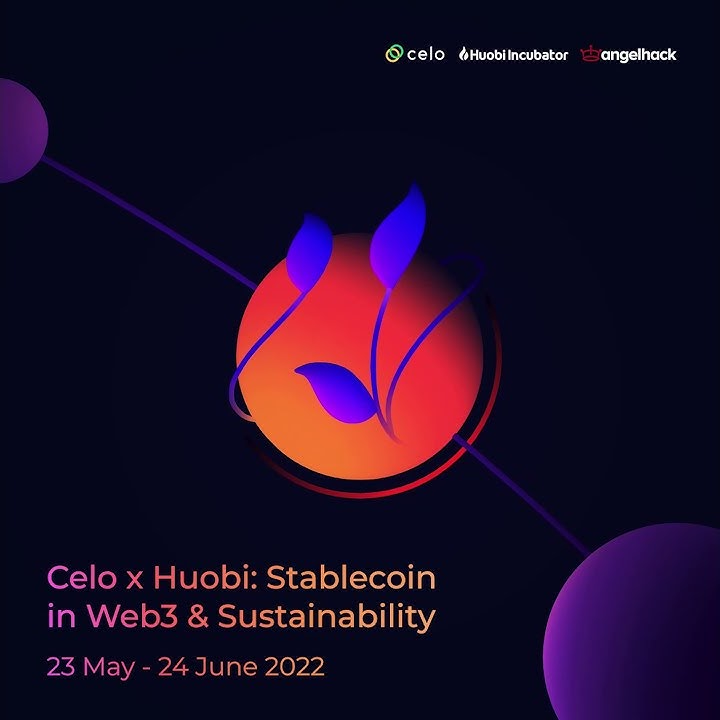 celo Huobi Incubator angelhack
Celo x Huobi: Stablecoin
in Web3 & Sustainability
23 May - 24 June 2022